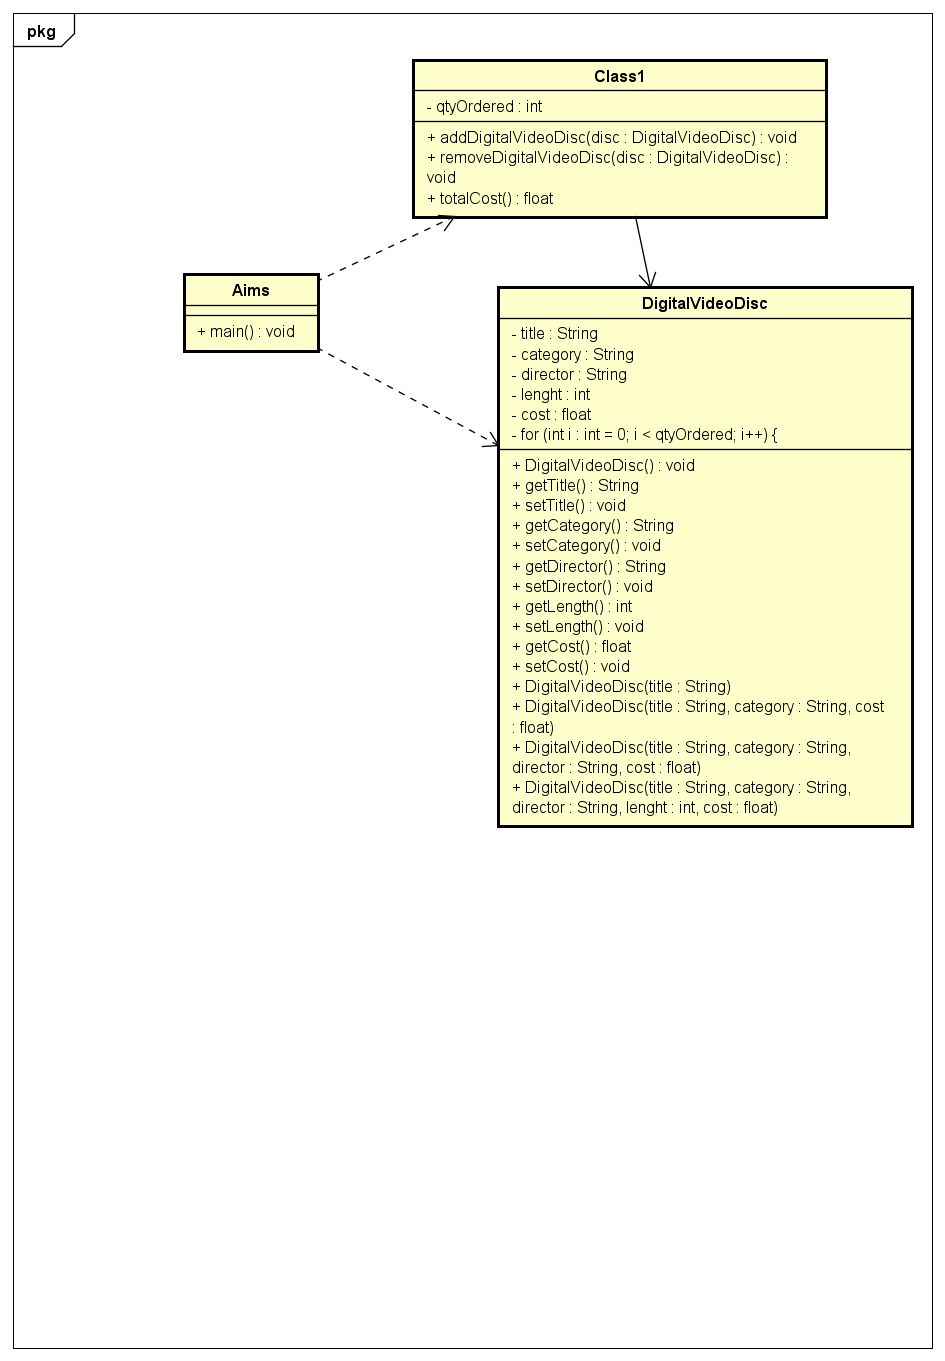 pkg
Class1
- qtyOrdered : int
+ addDigitalVideoDisc(disc : DigitalVideoDisc) : void
+ removeDigitalVideoDisc(disc : DigitalVideoDisc) :
void
+ totalCost() : float
Aims
+ main() : void
DigitalVideoDisc
- title : String
- category : String
- director : String
- lenght : int
- cost : float
- for (int i : int = 0; i < qtyOrdered; i++) {
+ DigitalVideoDisc() : void
+ getTitle() : String
+ setTitle() : void
+ getCategory() : String
+ setCategory() : void
+ getDirector() : String
+ setDirector() : void
+ getLength() : int
+ setLength() : void
+ getCost() : float
+ setCost() : void
+ DigitalVideoDisc(title : String)
+ DigitalVideoDisc(title : String, category : String, cost
: float)
+ DigitalVideoDisc(title : String, category : String,
director : String, cost : float)
+ DigitalVideoDisc(title : String, category : String,
director : String, lenght : int, cost : float)